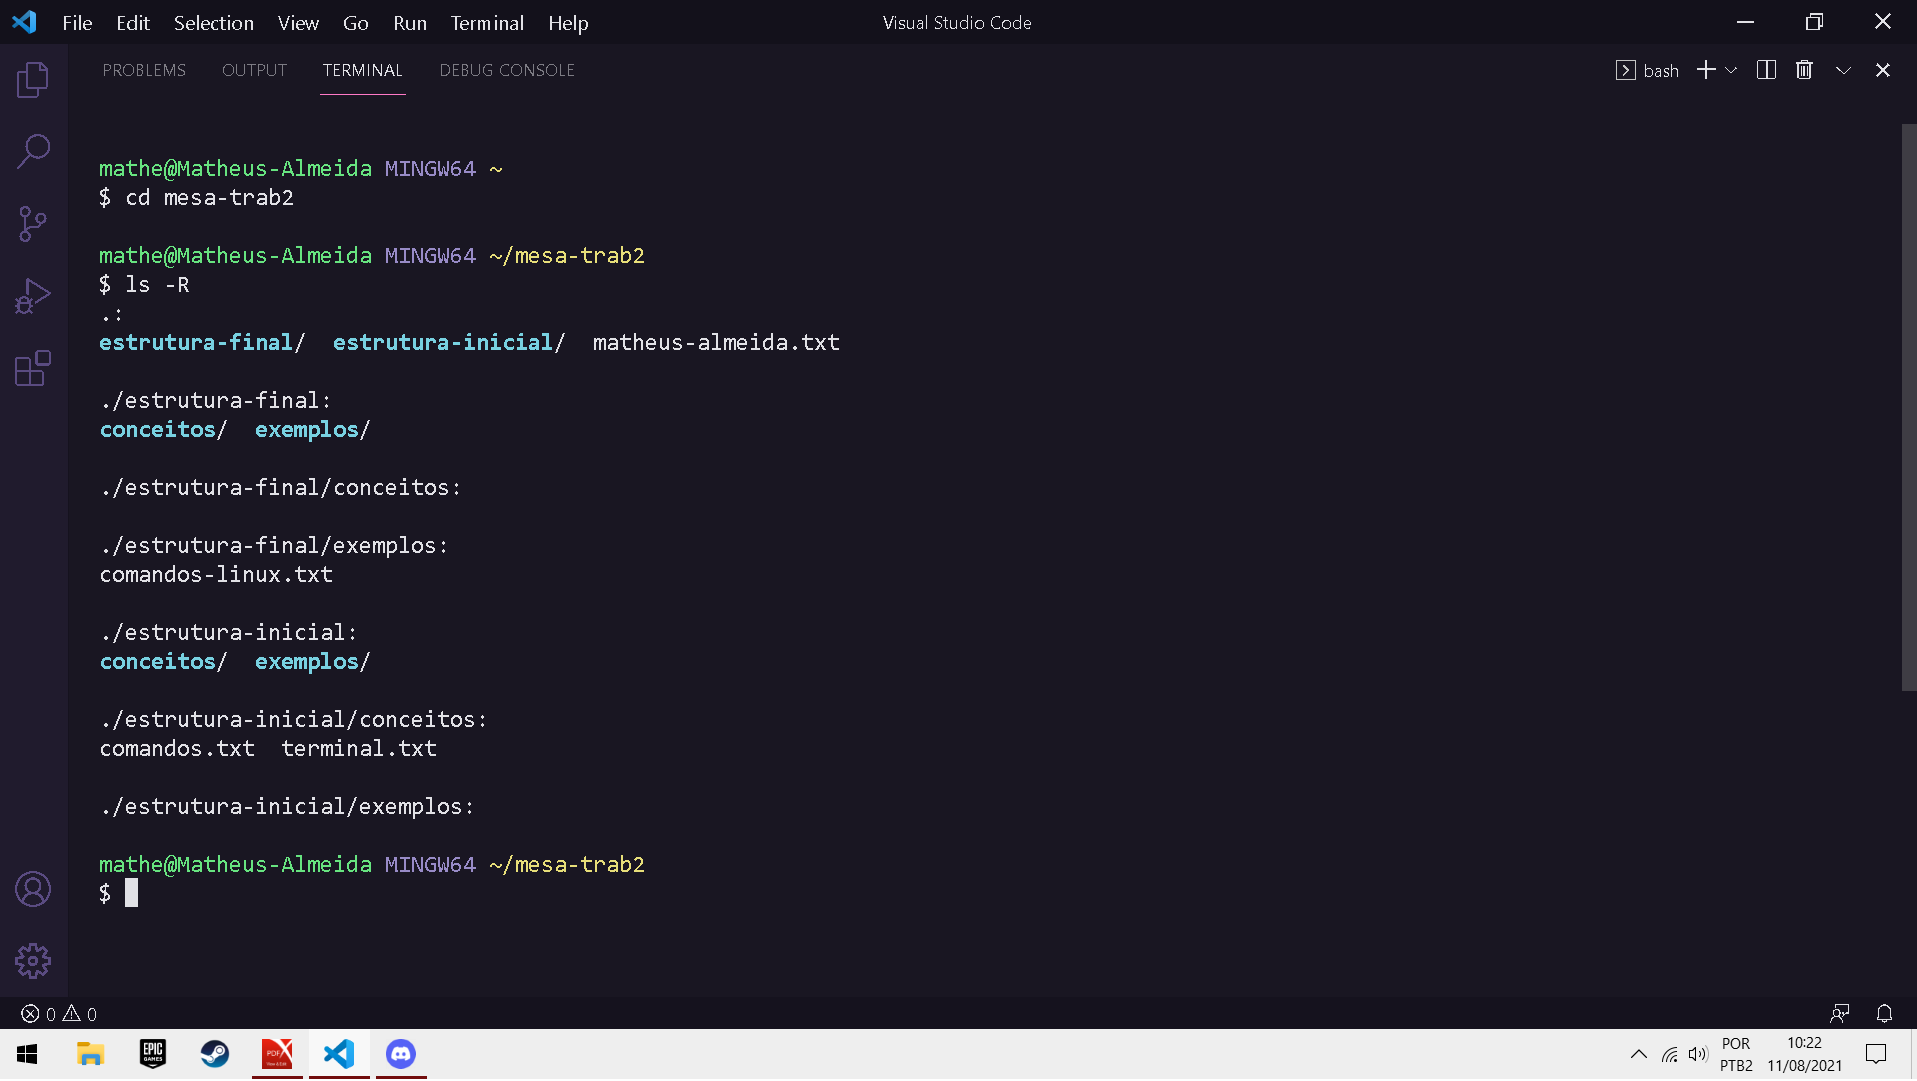 File Edit Selection View Go Run Terminal Help Visual Studio Code
PROBLEMS OUTPUT TERMINAL DEBUG CONSOLE bash
mathe@Matheus-Almeida MINGW64 ~
$ cd mesa-trab2
mathe@Matheus-Almeida MINGW64 ~/mesa-trab2
$ ls -R
.:
estrutura-final/  estrutura-inicial/  matheus-almeida.txt
./estrutura-final:
conceitos/  exemplos/
./estrutura-final/conceitos:
./estrutura-final/exemplos:
comandos-linux.txt
./estrutura-inicial:
conceitos/  exemplos/
./estrutura-inicial/conceitos:
comandos.txt  terminal.txt
./estrutura-inicial/exemplos:
mathe@Matheus-Almeida MINGW64 ~/mesa-trab2
$
0 0
EPIC GAMES
PDF
POR 10:22
PTB2 11/08/2021